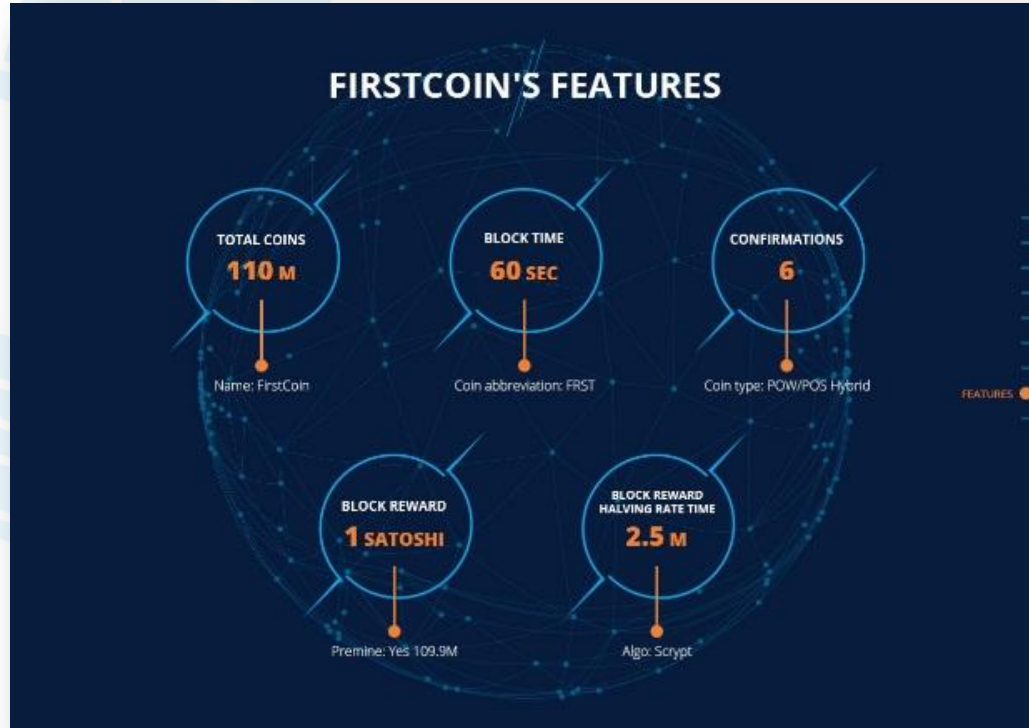 FIRSTCOIN'S FEATURES
TOTAL COINS
110 M
Name: FirstCoin
BLOCK TIME
60 SEC
Coin abbreviation: FRST
CONFIRMATIONS
6
Coin type: POW/POS Hybrid
FEATURES
BLOCK REWARD
1 SATOSHI
Premine: Yes 109.9M
BLOCK REWARD
HALVING RATE TIME
2.5 M
Algo: Scrypt